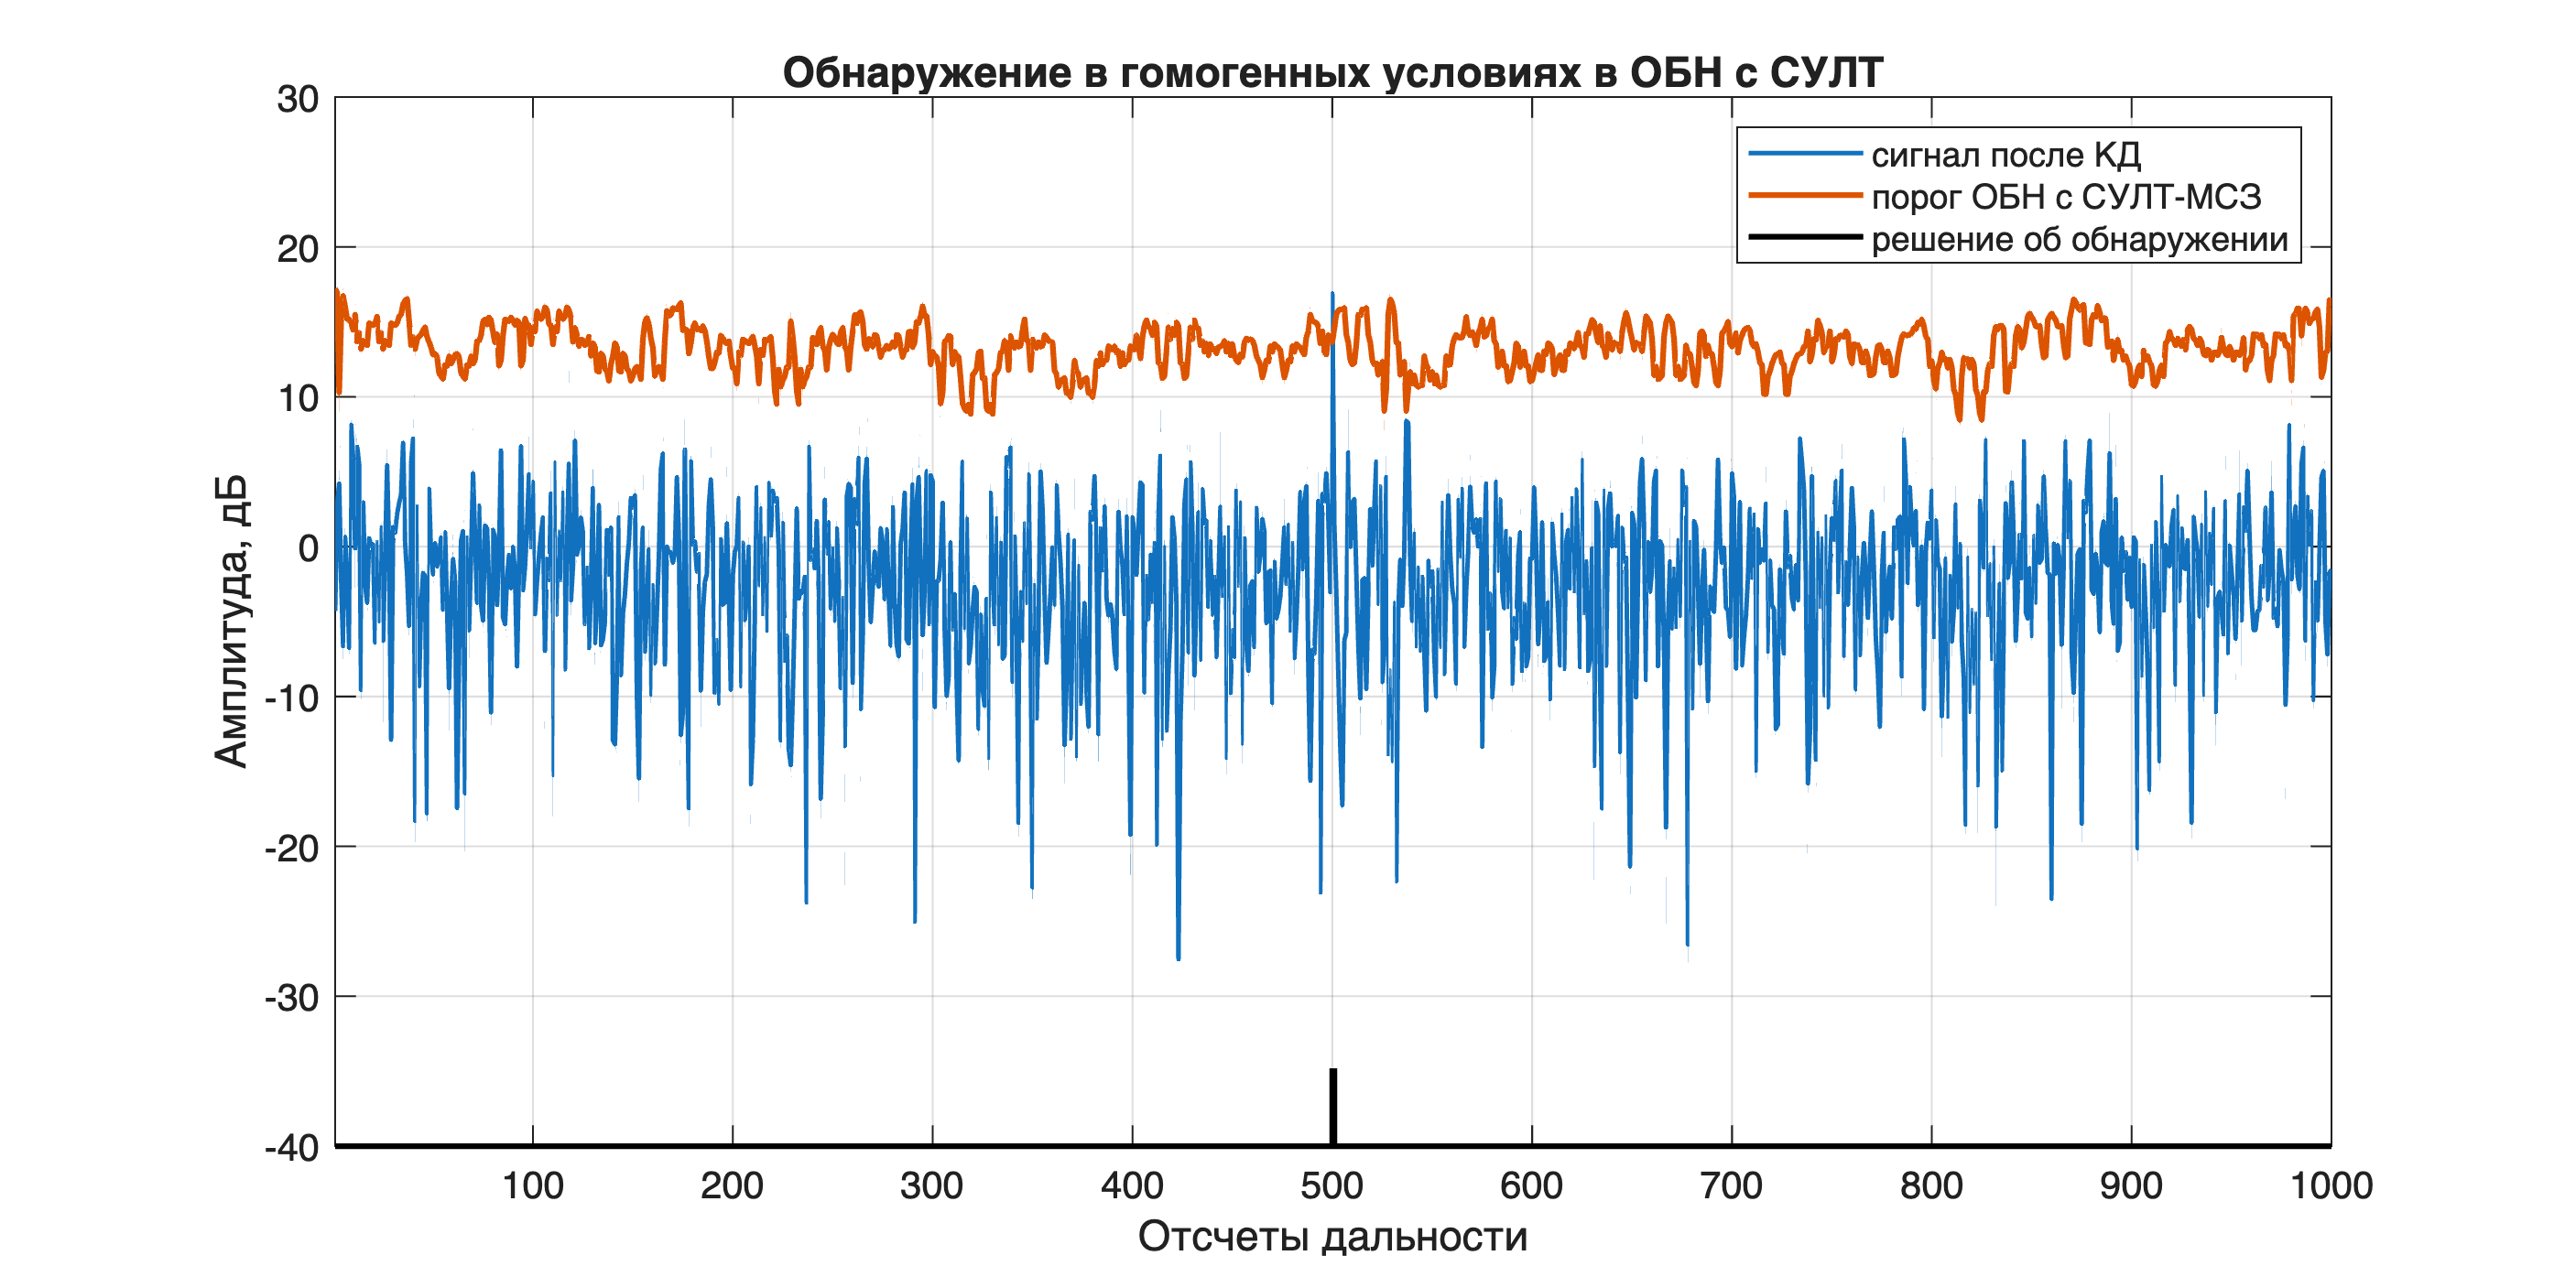 Обнаружение в гомогенных условиях в ОБН с СУЛТ
30
20
10
0
-10
-20
-30
-40
Амплитуда, дБ
сигнал после КД
порог ОБН с СУЛТ-МСЗ
решение об обнаружении
100 200 300 400 500 600 700 800 900 1000
Отсчеты дальности